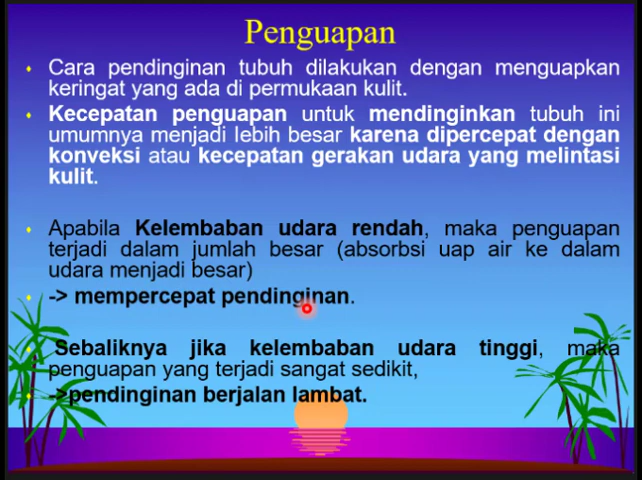 Penguapan
Cara pendinginan tubuh dilakukan dengan menguapkan
keringat yang ada di permukaan kulit.
Kecepatan penguapan untuk mendinginkan tubuh ini
umumnya menjadi lebih besar karena dipercepat dengan
konveksi atau kecepatan gerakan udara yang melintasi
kulit.
Apabila Kelembaban udara rendah, maka penguapan
terjadi dalam jumlah besar (absorbsi uap air ke dalam
udara menjadi besar)
-> mempercepat pendinginan.
Sebaliknya jika kelembaban udara tinggi, maka
penguapan yang terjadi sangat sedikit,
->pendinginan berjalan lambat.